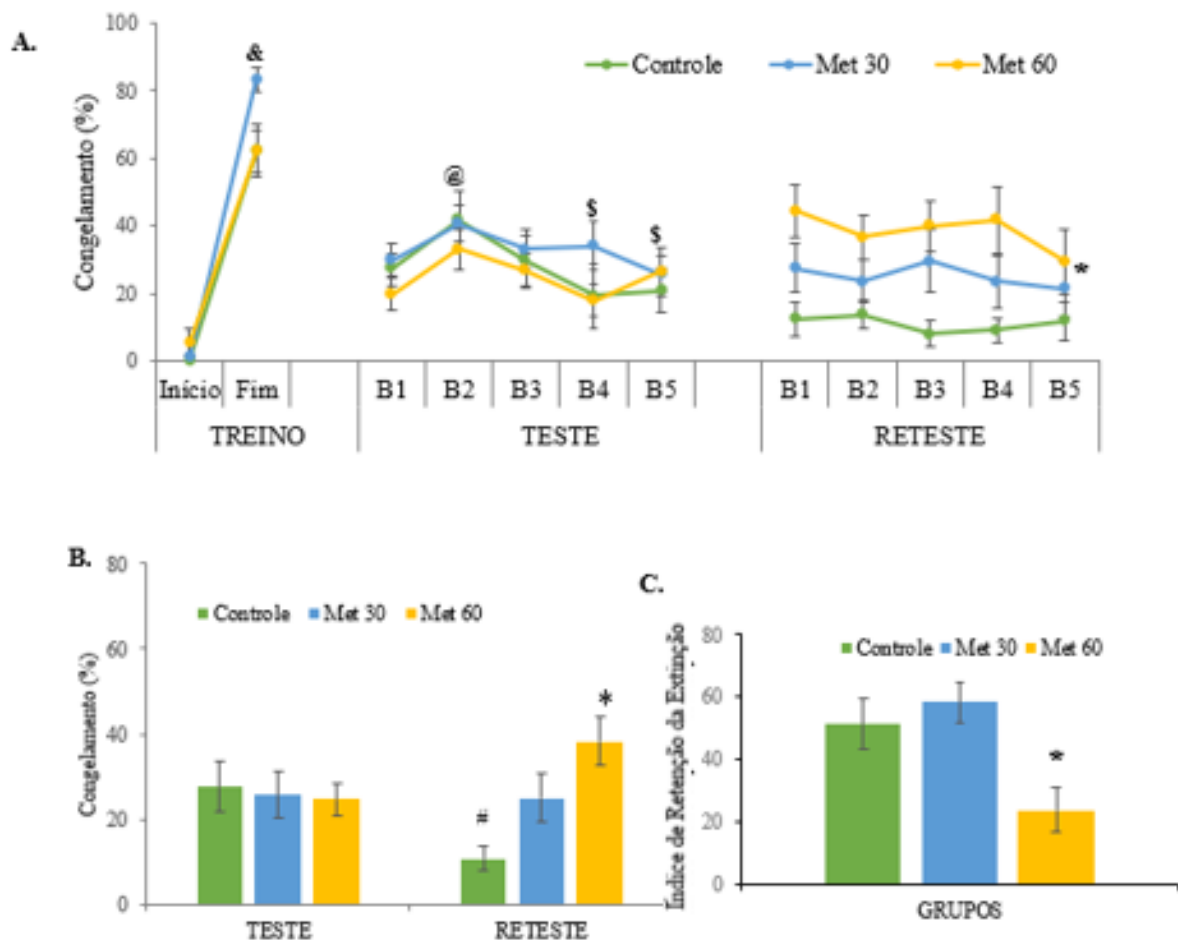 A.
Congelamento (%)
100
80
60
40
20
0
&
@
$
$
*
Controle Met 30 Met 60
Início Fim B1 B2 B3 B4 B5 B1 B2 B3 B4 B5
TREINO TESTE RETESTE
B.
Congelamento (%)
80
60
40
20
0
Controle Met 30 Met 60
#
*
TESTE RETESTE
C.
Índice de Retenção da Extinção
80
60
40
20
0
Controle Met 30 Met 60
*
GRUPOS